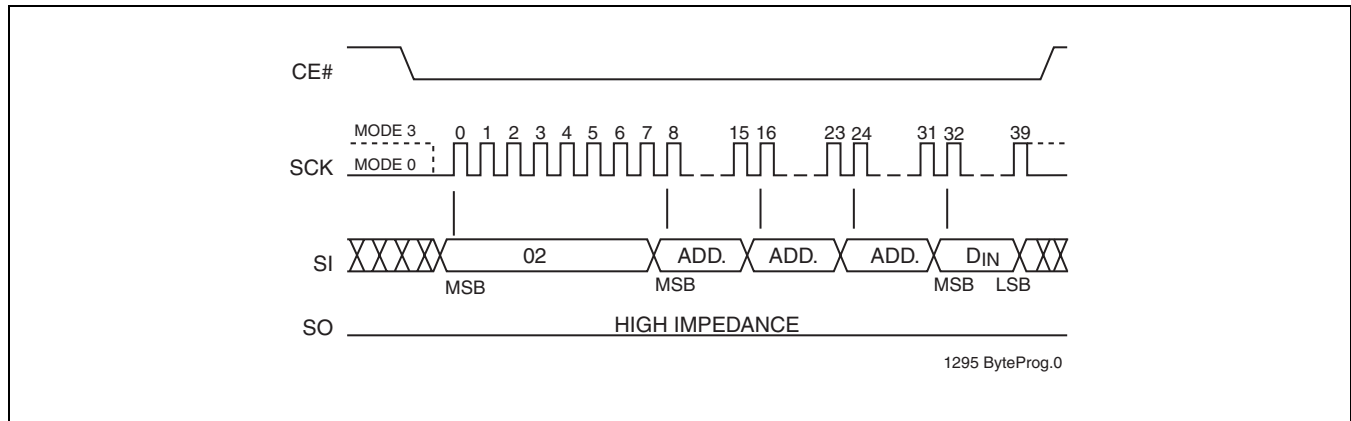 CE#
MODE 3
0 1 2 3 4 5 6 7 8 15 16 23 24 31 32 39
SCK
MODE 0
SI
02 ADD. ADD. ADD. DIN
MSB MSB MSB LSB
SO
HIGH IMPEDANCE
1295 ByteProg.0